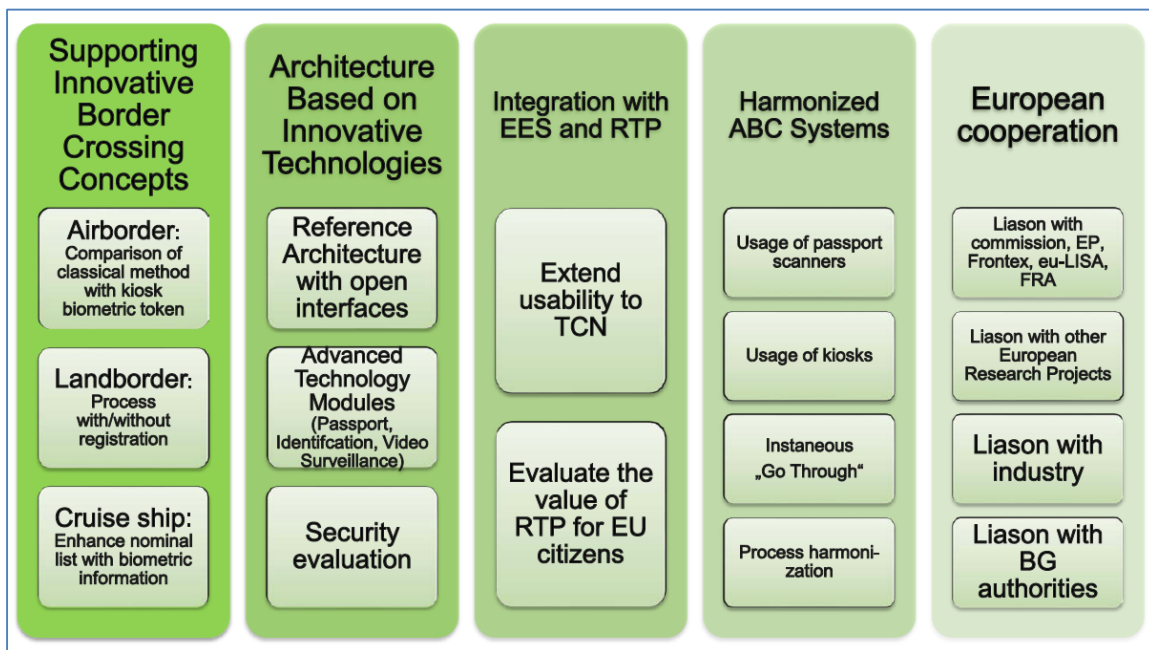 Supporting
Innovative
Border
Crossing
Concepts
Airborder:
Comparison of
classical method
with kiosk
biometric token
Landborder:
Process
with/without
registration
Cruise ship:
Enhance nominal
list with biometric
information
Architecture
Based on
Innovative
Technologies
Reference
Architecture
with open
interfaces
Advanced
Technology
Modules
(Passport,
Identifcation, Video
Surveillance)
Security
evaluation
Integration with
EES and RTP
Extend
usability to
TCN
Evaluate the
value of
RTP for EU
citizens
Harmonized
ABC Systems
Usage of passport
scanners
Usage of kiosks
Instaneous
„Go Through“
Process harmoni-
zation
European
cooperation
Liason with
commission, EP,
Frontex, eu-LISA,
FRA
Liason with other
European
Research Projects
Liason with
industry
Liason with
BG
authorities